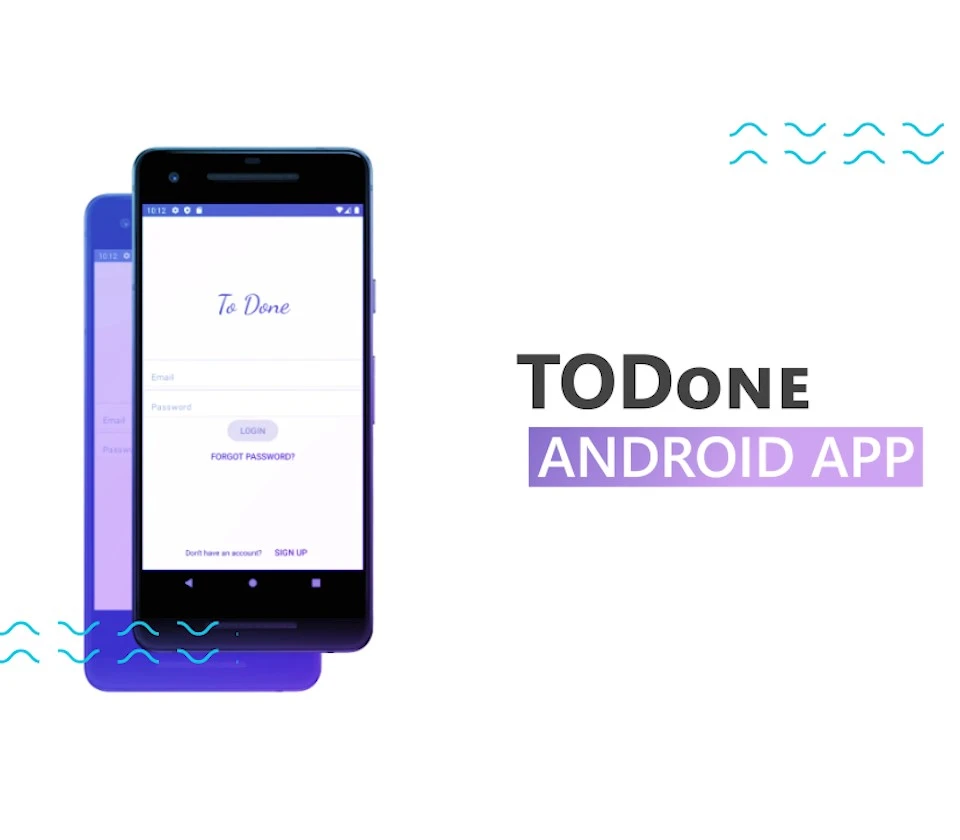 10:12
To Done
Email
Password
LOGIN
FORGOT PASSWORD?
Don't have an account? SIGN UP
10:12
Email
Passwo
TODONE
ANDROID APP